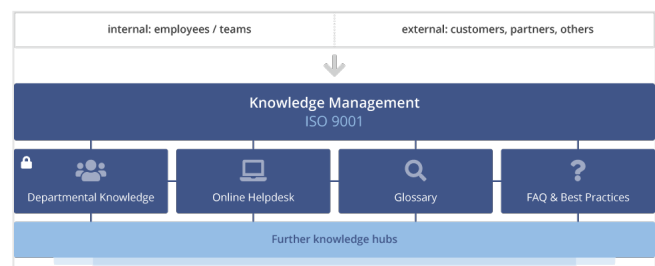 internal: employees / teams
external: customers, partners, others
Knowledge Management
ISO 9001
Departmental Knowledge
Online Helpdesk
Glossary
FAQ & Best Practices
Further knowledge hubs